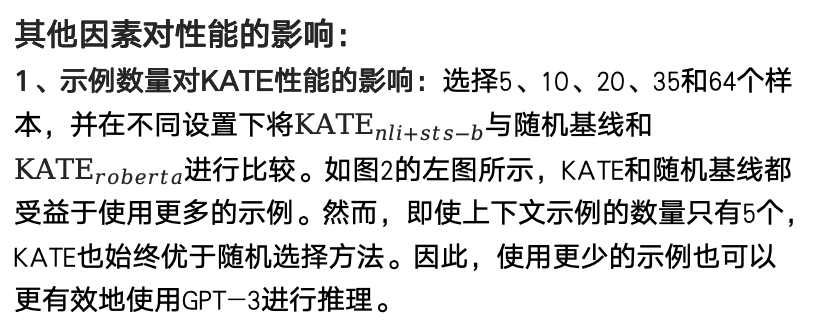 其他因素对性能的影响：
1、示例数量对KATE性能的影响：选择5、10、20、35和64个样
本，并在不同设置下将KATE_{nli+sts-b}与随机基线和
KATE_{roberta}进行比较。如图2的左图所示，KATE和随机基线都
受益于使用更多的示例。然而，即使上下文示例的数量只有5个，
KATE也始终优于随机选择方法。因此，使用更少的示例也可以
更有效地使用GPT-3进行推理。